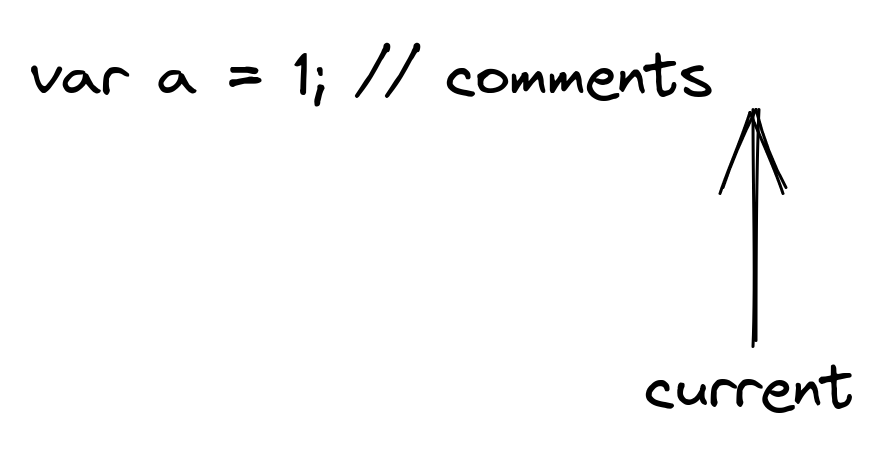 var a = 1; // comments
current